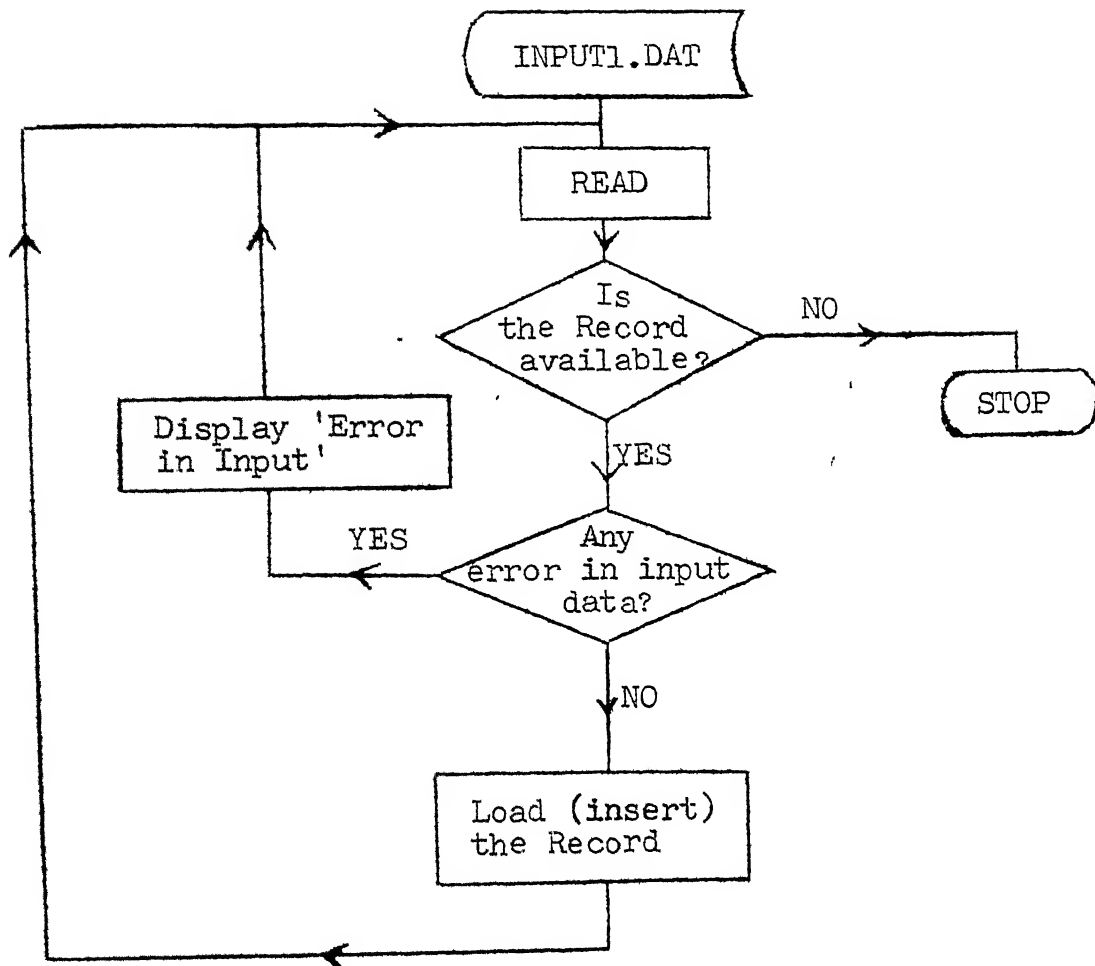 INPUT1.DAT
READ
Is
the Record
available?
NO
STOP
YES
Display 'Error
in Input'
YES
Any
error in input
data?
NO
Load (insert)
the Record